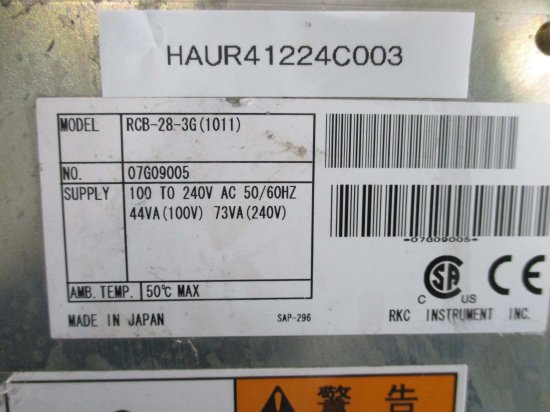 HAUR41224C003
MODEL RCB-28-3G(1011)
NO. 07G09005
SUPPLY 100 TO 240V AC 50/60HZ
44VA(100V) 73VA(240V)
*07G09005*
AMB. TEMP. 50℃ MAX
C SA US CE
MADE IN JAPAN SAP-296 RKC INSTRUMENT INC.
警告